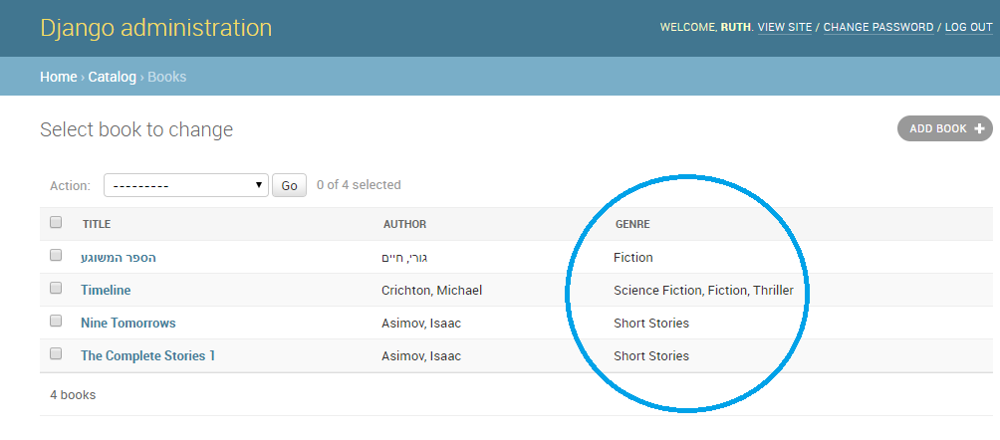 Django administration
WELCOME, RUTH. VIEW SITE / CHANGE PASSWORD / LOG OUT
Home › Catalog › Books
Select book to change
ADD BOOK +
Action: --------- Go 0 of 4 selected
TITLE AUTHOR GENRE
הספר המשוגע גורי, חיים Fiction
Timeline Crichton, Michael Science Fiction, Fiction, Thriller
Nine Tomorrows Asimov, Isaac Short Stories
The Complete Stories 1 Asimov, Isaac Short Stories
4 books